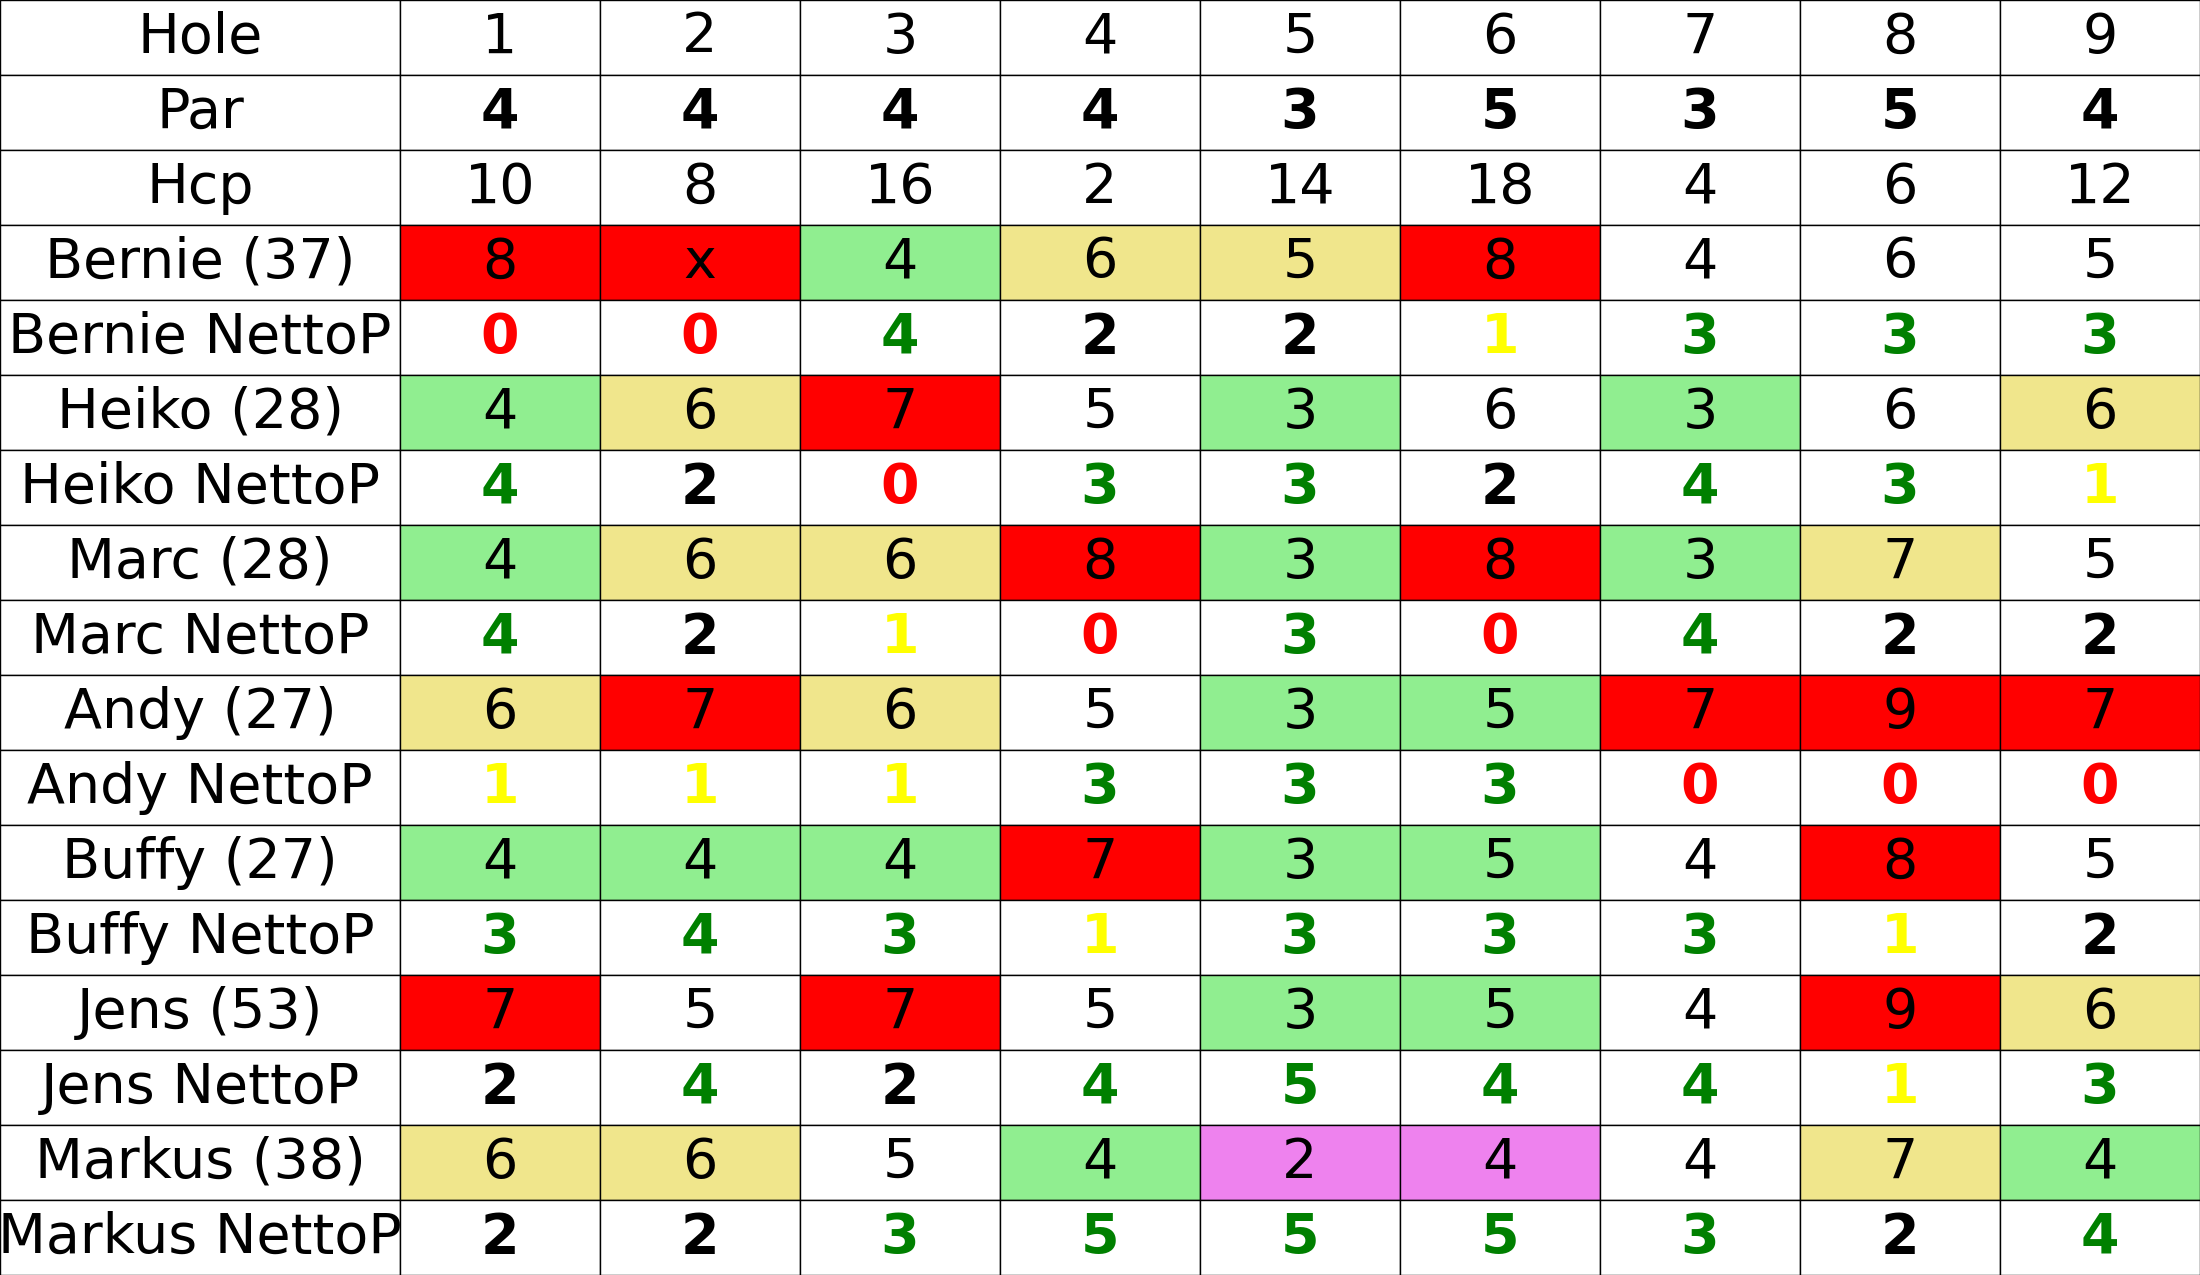 Hole 1 2 3 4 5 6 7 8 9
Par 4 4 4 4 3 5 3 5 4
Hcp 10 8 16 2 14 18 4 6 12
Bernie (37) 8 x 4 6 5 8 4 6 5
Bernie NettoP 0 0 4 2 2 1 3 3 3
Heiko (28) 4 6 7 5 3 6 3 6 6
Heiko NettoP 4 2 0 3 3 2 4 3 1
Marc (28) 4 6 6 8 3 8 3 7 5
Marc NettoP 4 2 1 0 3 0 4 2 2
Andy (27) 6 7 6 5 3 5 7 9 7
Andy NettoP 1 1 1 3 3 3 0 0 0
Buffy (27) 4 4 4 7 3 5 4 8 5
Buffy NettoP 3 4 3 1 3 3 3 1 2
Jens (53) 7 5 7 5 3 5 4 9 6
Jens NettoP 2 4 2 4 5 4 4 1 3
Markus (38) 6 6 5 4 2 4 4 7 4
Markus NettoP 2 2 3 5 5 5 3 2 4